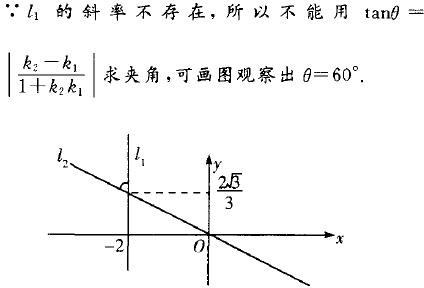 ∵ l₁ 的斜率不存在，所以不能用 tanθ =
|k₂ − k₁ / 1 + k₂k₁| 求夹角，可画图观察出 θ=60°.
l₂ l₁ y
2√3
3
−2 O x